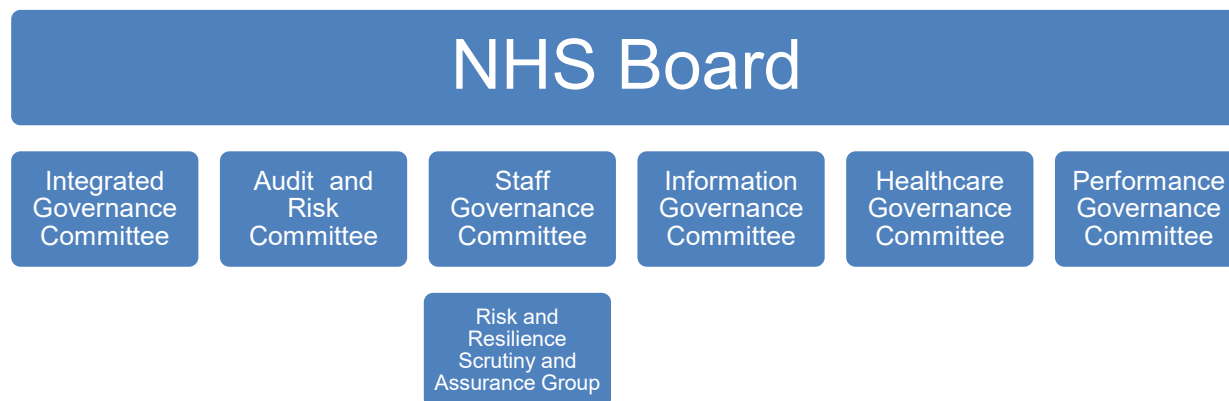 NHS Board
Integrated
Governance
Committee
Audit and
Risk
Committee
Staff
Governance
Committee
Information
Governance
Committee
Healthcare
Governance
Committee
Performance
Governance
Committee
Risk and
Resilience
Scrutiny and
Assurance Group